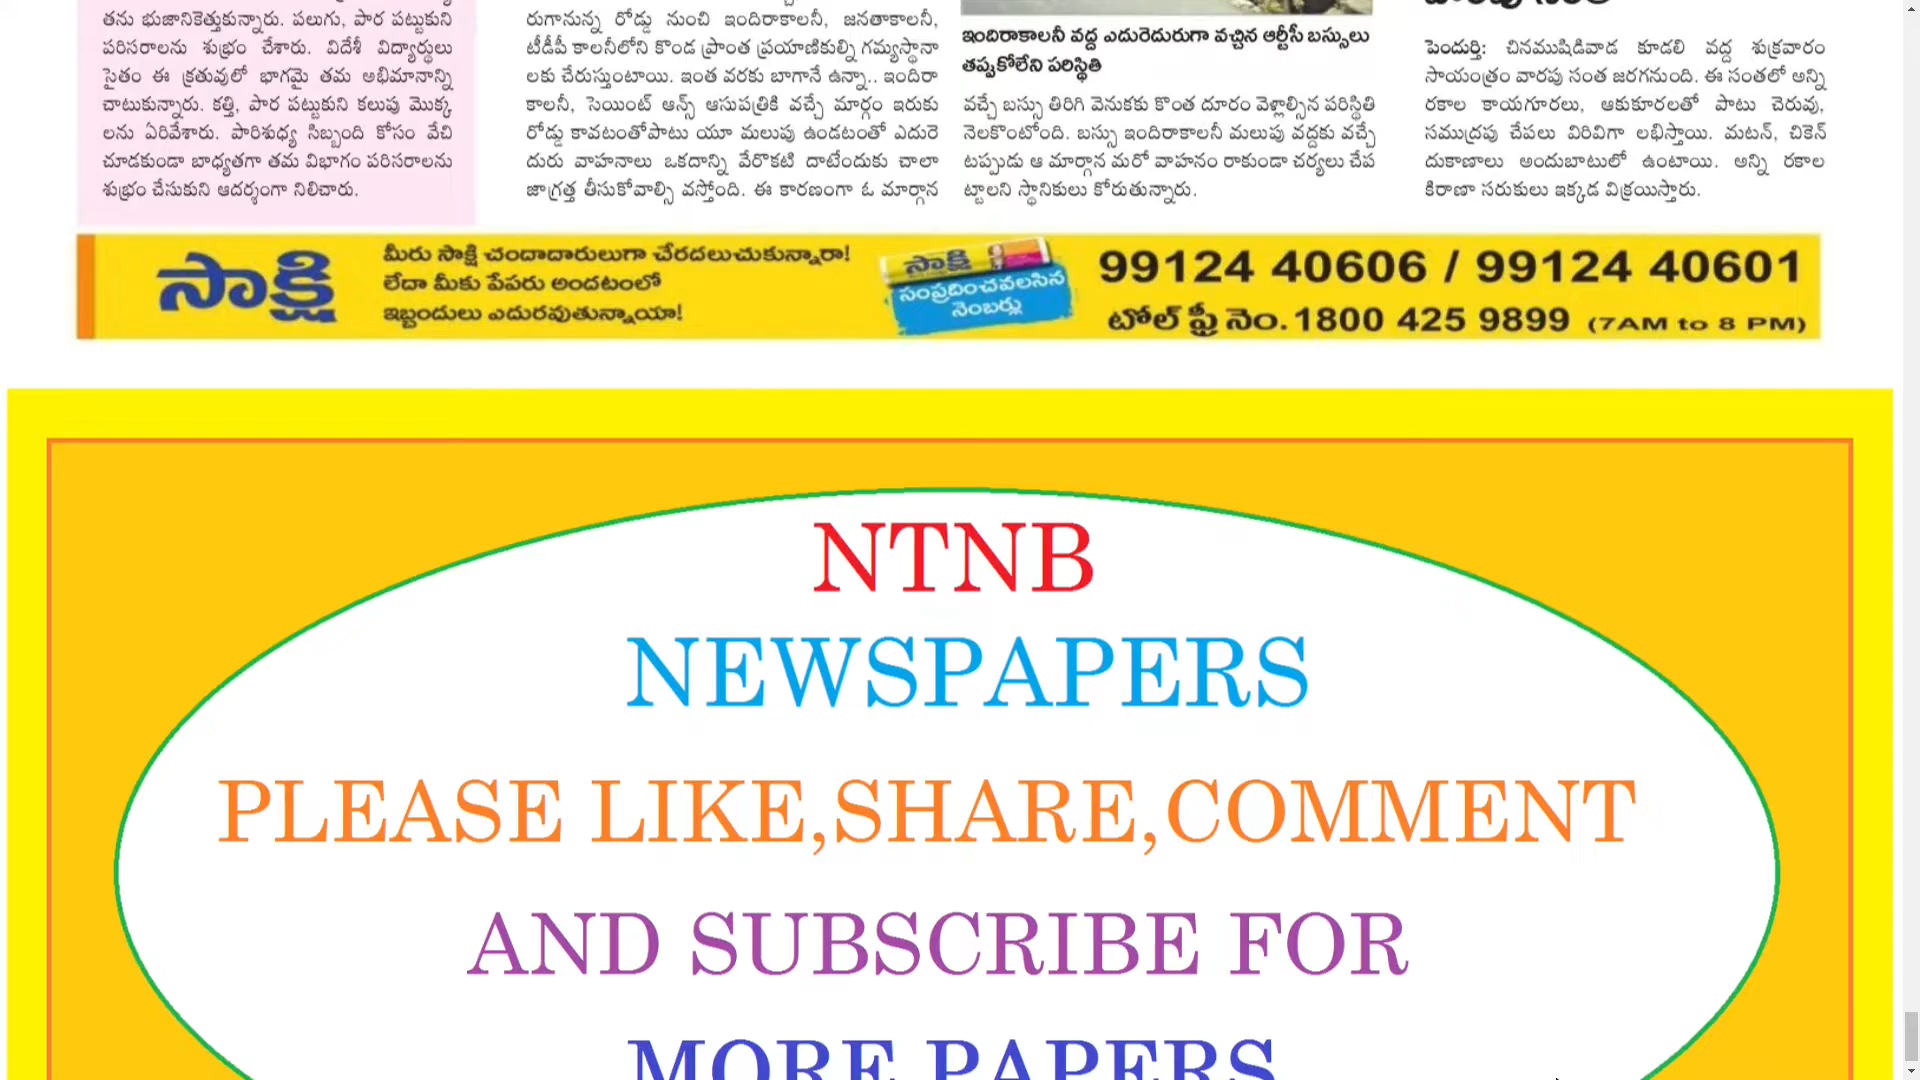 తను భుజానికెత్తుకున్నారు. పలుగు, పార పట్టుకుని
పరిసరాలను శుభ్రం చేశారు. విదేశీ విద్యార్థులు
సైతం ఈ క్రతువులో భాగమై తమ అభిమానాన్ని
చాటుకున్నారు. కత్తి, పార పట్టుకుని కలుపు మొక్క
లను ఏరివేశారు. పారిశుధ్య సిబ్బంది కోసం వేచి
చూడకుండా బాధ్యతగా తమ విభాగం పరిసరాలను
శుభ్రం చేసుకుని ఆదర్శంగా నిలిచారు.
రుగానున్న రోడ్డు నుంచి ఇందిరాకాలనీ, జనతాకాలనీ,
టీడీపీ కాలనీలోని కొండ ప్రాంత ప్రయాణికుల్ని గమ్యస్థానా
లకు చేరుస్తుంటాయి. ఇంత వరకు బాగానే ఉన్నా.. ఇందిరా
కాలనీ, సెయింట్ ఆన్స్ ఆసుపత్రికి వచ్చే మార్గం ఇరుకు
రోడ్డు కావటంతోపాటు యూ మలుపు ఉండటంతో ఎదురె
దురు వాహనాలు ఒకదాన్ని వేరొకటి దాటేందుకు చాలా
జాగ్రత్త తీసుకోవాల్సి వస్తోంది. ఈ కారణంగా ఓ మార్గాన
ఇందిరాకాలనీ వద్ద ఎదురెదురుగా వచ్చిన ఆర్టీసీ బస్సులు
తప్పుకోలేని పరిస్థితి
వచ్చే బస్సు తిరిగి వెనుకకు కొంత దూరం వెళ్లాల్సిన పరిస్థితి
నెలకొంటోంది. బస్సు ఇందిరాకాలనీ మలుపు వద్దకు వచ్చే
టప్పుడు ఆ మార్గాన మరో వాహనం రాకుండా చర్యలు చేప
ట్టాలని స్థానికులు కోరుతున్నారు.
పెందుర్తి: చినముషిడివాడ కూడలి వద్ద శుక్రవారం
సాయంత్రం వారపు సంత జరగనుంది. ఈ సంతలో అన్ని
రకాల కాయగూరలు, ఆకుకూరలతో పాటు చెరువు,
సముద్రపు చేపలు విరివిగా లభిస్తాయి. మటన్, చికెన్
దుకాణాలు అందుబాటులో ఉంటాయి. అన్ని రకాల
కిరాణా సరుకులు ఇక్కడ విక్రయిస్తారు.
సాక్షి
మీరు సాక్షి చందాదారులుగా చేరదలుచుకున్నారా!
లేదా మీకు పేపరు అందటంలో
ఇబ్బందులు ఎదురవుతున్నాయా!
సాక్షి
సంప్రదించవలసిన
నెంబర్లు
99124 40606 / 99124 40601
టోల్ ఫ్రీ నెం. 1800 425 9899 (7AM to 8 PM)
NTNB
NEWSPAPERS
PLEASE LIKE,SHARE,COMMENT
AND SUBSCRIBE FOR
MORE PAPERS